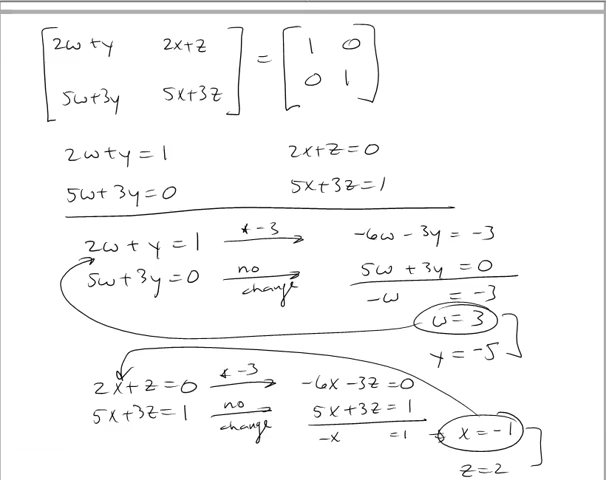 [2w+y 2x+z] = [1 0]
[5w+3y 5x+3z] [0 1]
2w+y=1 2x+z=0
5w+3y=0 5x+3z=1
2w+y=1 *-3 → -6w-3y=-3
5w+3y=0 no change → 5w+3y=0
-w =-3
w=3
y=-5
2x+z=0 *-3 → -6x-3z=0
5x+3z=1 no change → 5x+3z=1
-x =1 → x=-1
z=2